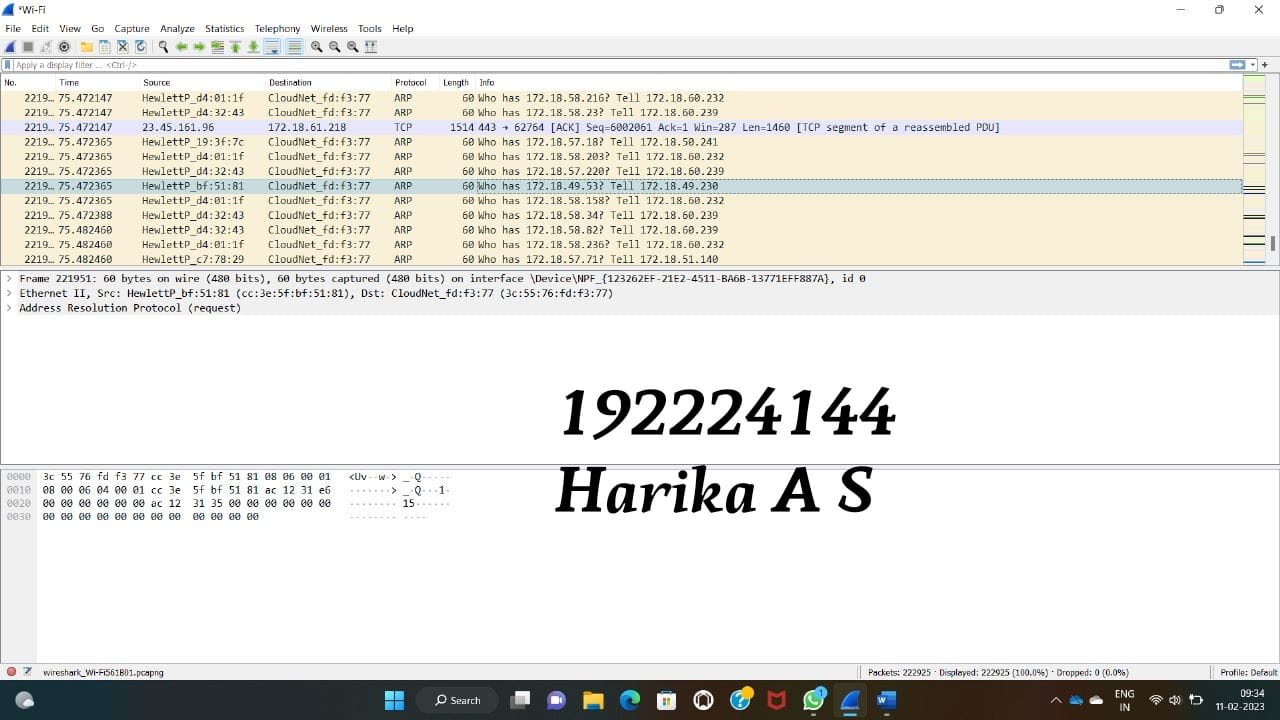 *Wi-Fi
File Edit View Go Capture Analyze Statistics Telephony Wireless Tools Help
Apply a display filter ... <Ctrl-/>
No. Time Source Destination Protocol Length Info
2219… 75.472147 HewlettP_d4:01:1f CloudNet_fd:f3:77 ARP 60 Who has 172.18.58.216? Tell 172.18.60.232
2219… 75.472147 HewlettP_d4:32:43 CloudNet_fd:f3:77 ARP 60 Who has 172.18.58.23? Tell 172.18.60.239
2219… 75.472147 23.45.161.96 172.18.61.218 TCP 1514 443 → 62764 [ACK] Seq=6002061 Ack=1 Win=287 Len=1460 [TCP segment of a reassembled PDU]
2219… 75.472365 HewlettP_19:3f:7c CloudNet_fd:f3:77 ARP 60 Who has 172.18.57.18? Tell 172.18.50.241
2219… 75.472365 HewlettP_d4:01:1f CloudNet_fd:f3:77 ARP 60 Who has 172.18.58.203? Tell 172.18.60.232
2219… 75.472365 HewlettP_d4:32:43 CloudNet_fd:f3:77 ARP 60 Who has 172.18.57.220? Tell 172.18.60.239
2219… 75.472365 HewlettP_bf:51:81 CloudNet_fd:f3:77 ARP 60 Who has 172.18.49.53? Tell 172.18.49.230
2219… 75.472365 HewlettP_d4:01:1f CloudNet_fd:f3:77 ARP 60 Who has 172.18.58.158? Tell 172.18.60.232
2219… 75.472388 HewlettP_d4:32:43 CloudNet_fd:f3:77 ARP 60 Who has 172.18.58.34? Tell 172.18.60.239
2219… 75.482460 HewlettP_d4:32:43 CloudNet_fd:f3:77 ARP 60 Who has 172.18.58.82? Tell 172.18.60.239
2219… 75.482460 HewlettP_d4:01:1f CloudNet_fd:f3:77 ARP 60 Who has 172.18.58.236? Tell 172.18.60.232
2219… 75.482460 HewlettP_c7:78:29 CloudNet_fd:f3:77 ARP 60 Who has 172.18.57.71? Tell 172.18.51.140
Frame 221951: 60 bytes on wire (480 bits), 60 bytes captured (480 bits) on interface \Device\NPF_{123262EF-21E2-4511-BA6B-13771EFF887A}, id 0
Ethernet II, Src: HewlettP_bf:51:81 (cc:3e:5f:bf:51:81), Dst: CloudNet_fd:f3:77 (3c:55:76:fd:f3:77)
Address Resolution Protocol (request)
192224144
Harika A S
0000 3c 55 76 fd f3 77 cc 3e 5f bf 51 81 08 06 00 01 <Uv··w·> _·Q·····
0010 08 00 06 04 00 01 cc 3e 5f bf 51 81 ac 12 31 e6 ·······> _·Q···1·
0020 00 00 00 00 00 00 ac 12 31 35 00 00 00 00 00 00 ········ 15······
0030 00 00 00 00 00 00 00 00 00 00 00 00 ········ ····
wireshark_Wi-Fi561B01.pcapng Packets: 222925 · Displayed: 222925 (100.0%) · Dropped: 0 (0.0%) Profile: Default
Search 1 ENG IN 09:34
11-02-2023